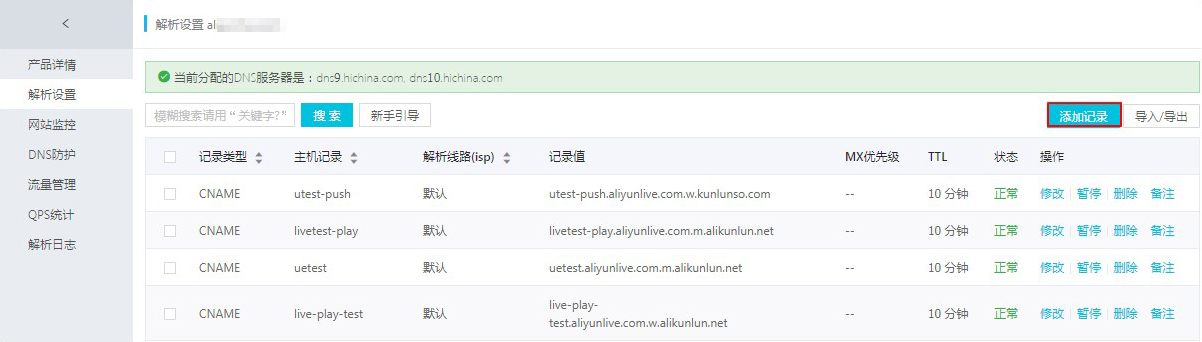 解析设置 al
产品详情
解析设置
网站监控
DNS防护
流量管理
QPS统计
解析日志
当前分配的DNS服务器是：dns9.hichina.com, dns10.hichina.com
模糊搜索请用“关键字?” 搜 索 新手引导 添加记录 导入/导出
记录类型 主机记录 解析线路(isp) 记录值 MX优先级 TTL 状态 操作
CNAME utest-push 默认 utest-push.aliyunlive.com.w.kunlunso.com -- 10 分钟 正常 修改 暂停 删除 备注
CNAME livetest-play 默认 livetest-play.aliyunlive.com.m.alikunlun.net -- 10 分钟 正常 修改 暂停 删除 备注
CNAME uetest 默认 uetest.aliyunlive.com.m.alikunlun.net -- 10 分钟 正常 修改 暂停 删除 备注
CNAME live-play-test 默认 live-play-
test.aliyunlive.com.w.alikunlun.net -- 10 分钟 正常 修改 暂停 删除 备注